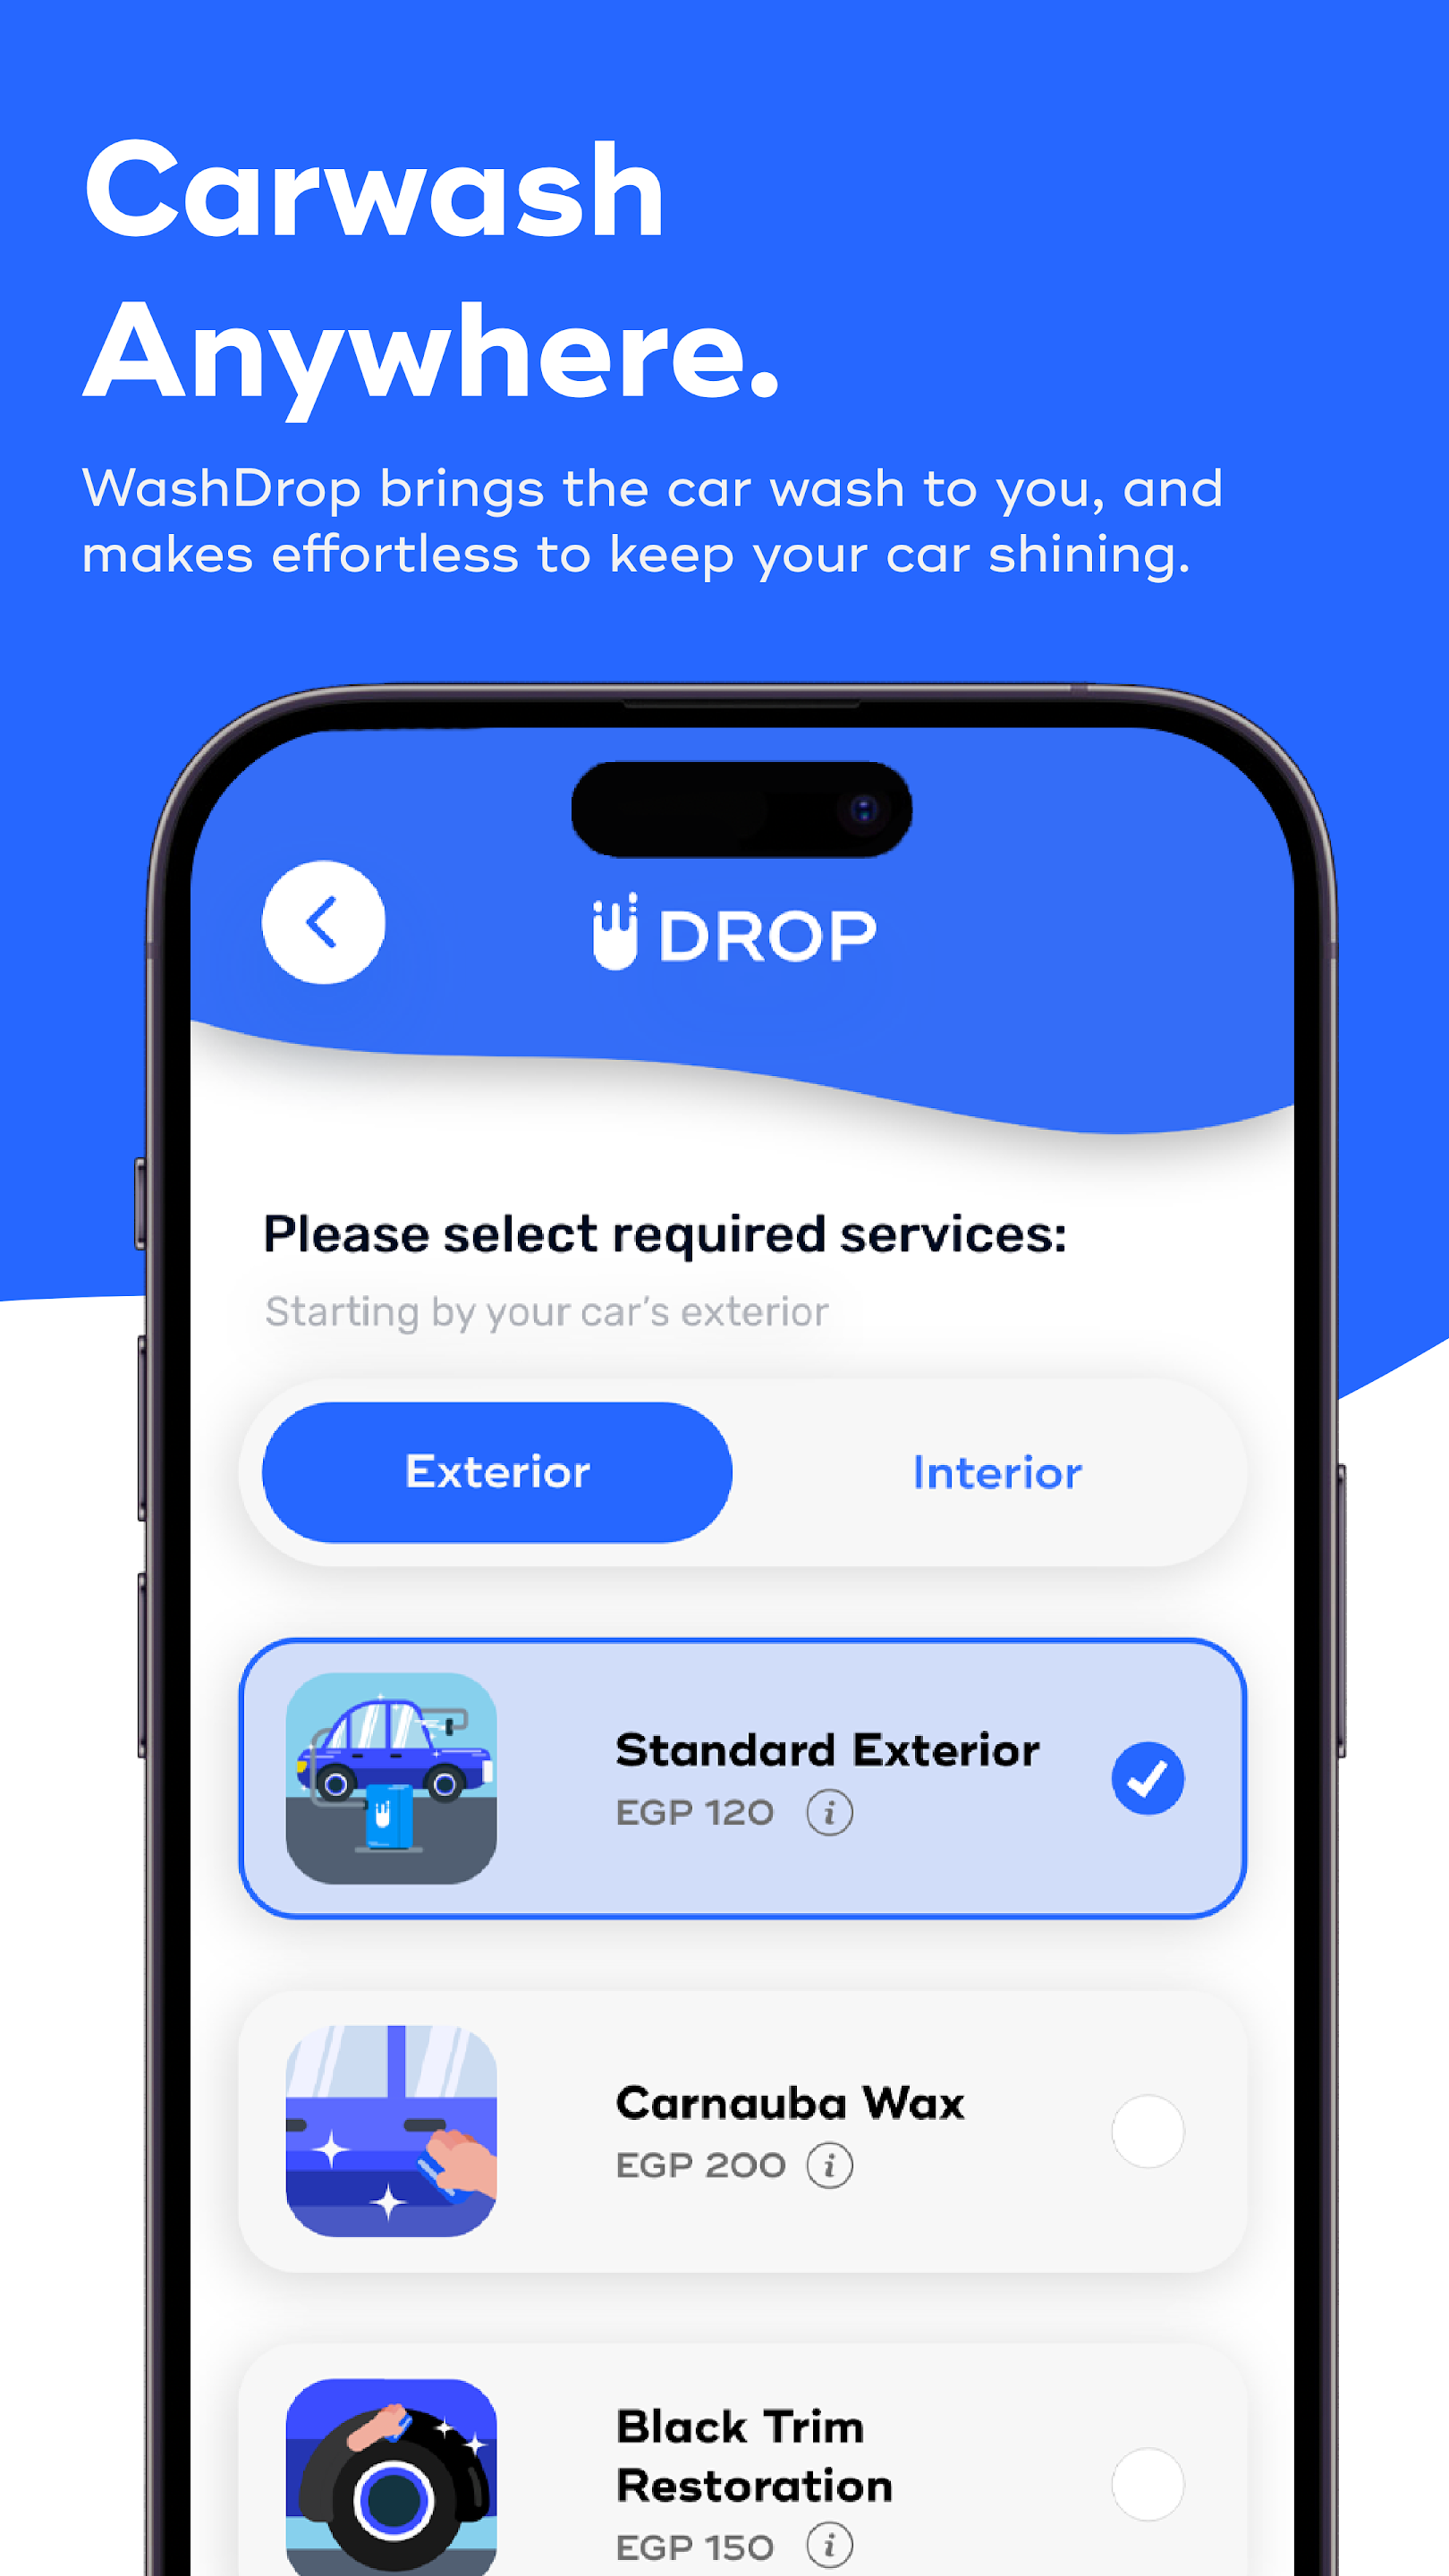 Carwash
Anywhere.
WashDrop brings the car wash to you, and
makes effortless to keep your car shining.
DROP
Please select required services:
Starting by your car's exterior
Exterior
Interior
Standard Exterior
EGP 120 i
Carnauba Wax
EGP 200 i
Black Trim
Restoration
EGP 150 i